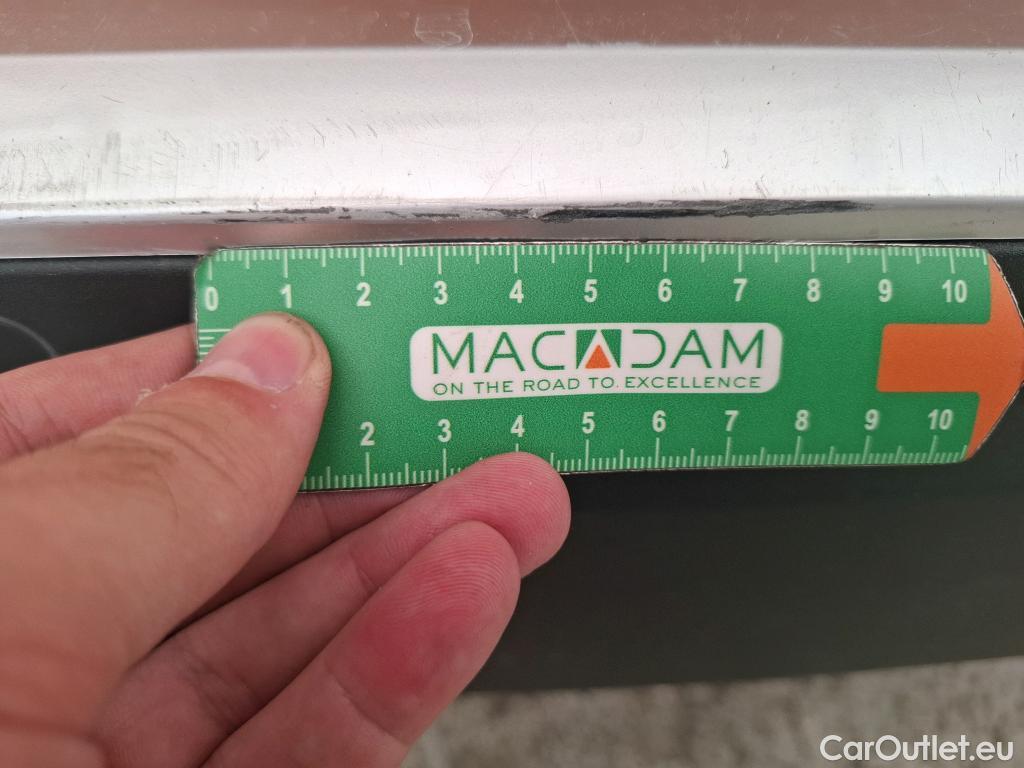 0 1 2 3 4 5 6 7 8 9 10
MACADAM
ON THE ROAD TO EXCELLENCE
2 3 4 5 6 7 8 9 10
CarOutlet.eu